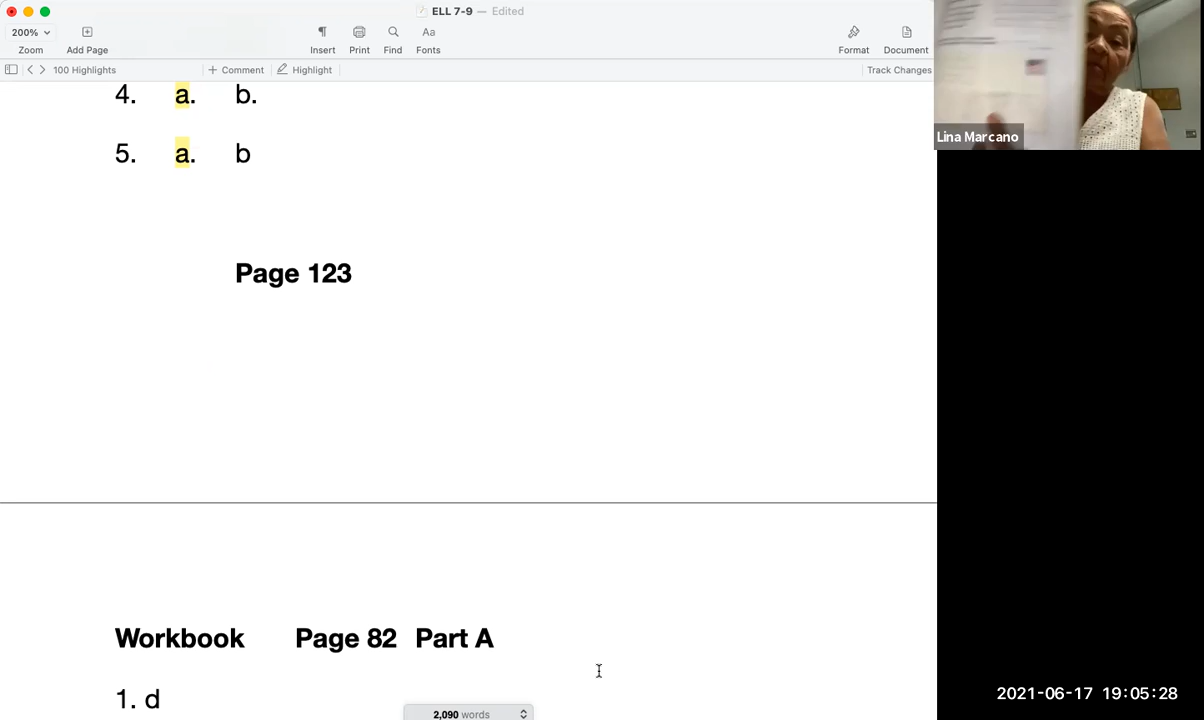 ELL 7-9 — Edited
200%
Zoom
Add Page
Insert
Print
Find
Aa
Fonts
Format
Document
100 Highlights
Comment
Highlight
Track Changes
4. a. b.
5. a. b
Page 123
Workbook Page 82 Part A
1. d
2,090 words
Lina Marcano
2021-06-17 19:05:28